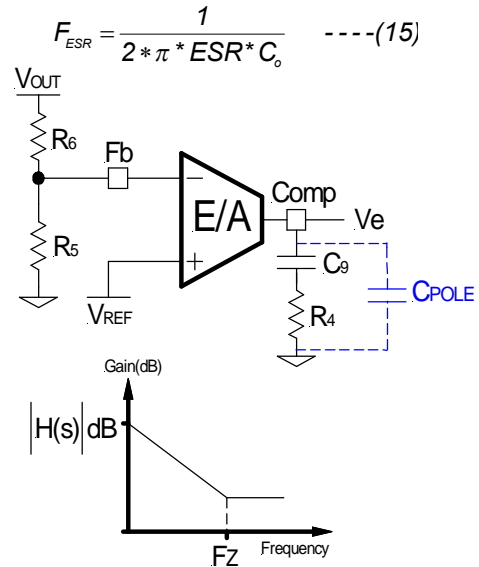 F_ESR = 1 / (2*π*ESR*C_o) ----(15)
VOUT
R6
Fb
Comp
E/A
Ve
R5
C9
CPOLE
R4
VREF
Gain(dB)
|H(s)|dB
FZ
Frequency